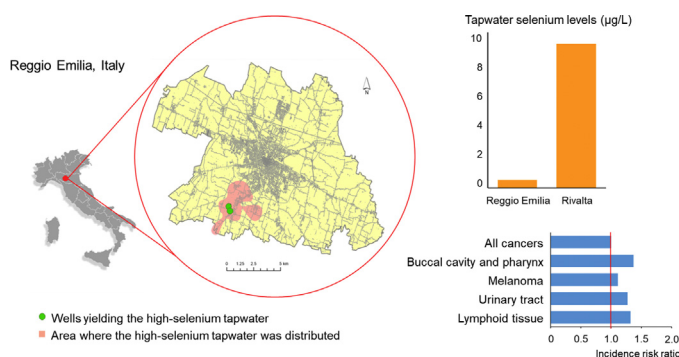 Reggio Emilia, Italy
N
0 1.25 2.5 5 km
Wells yielding the high-selenium tapwater
Area where the high-selenium tapwater was distributed
Tapwater selenium levels (µg/L)
10
8
6
4
2
0
Reggio Emilia Rivalta
All cancers
Buccal cavity and pharynx
Melanoma
Urinary tract
Lymphoid tissue
0 0.5 1 1.5 2.0
Incidence risk ratio